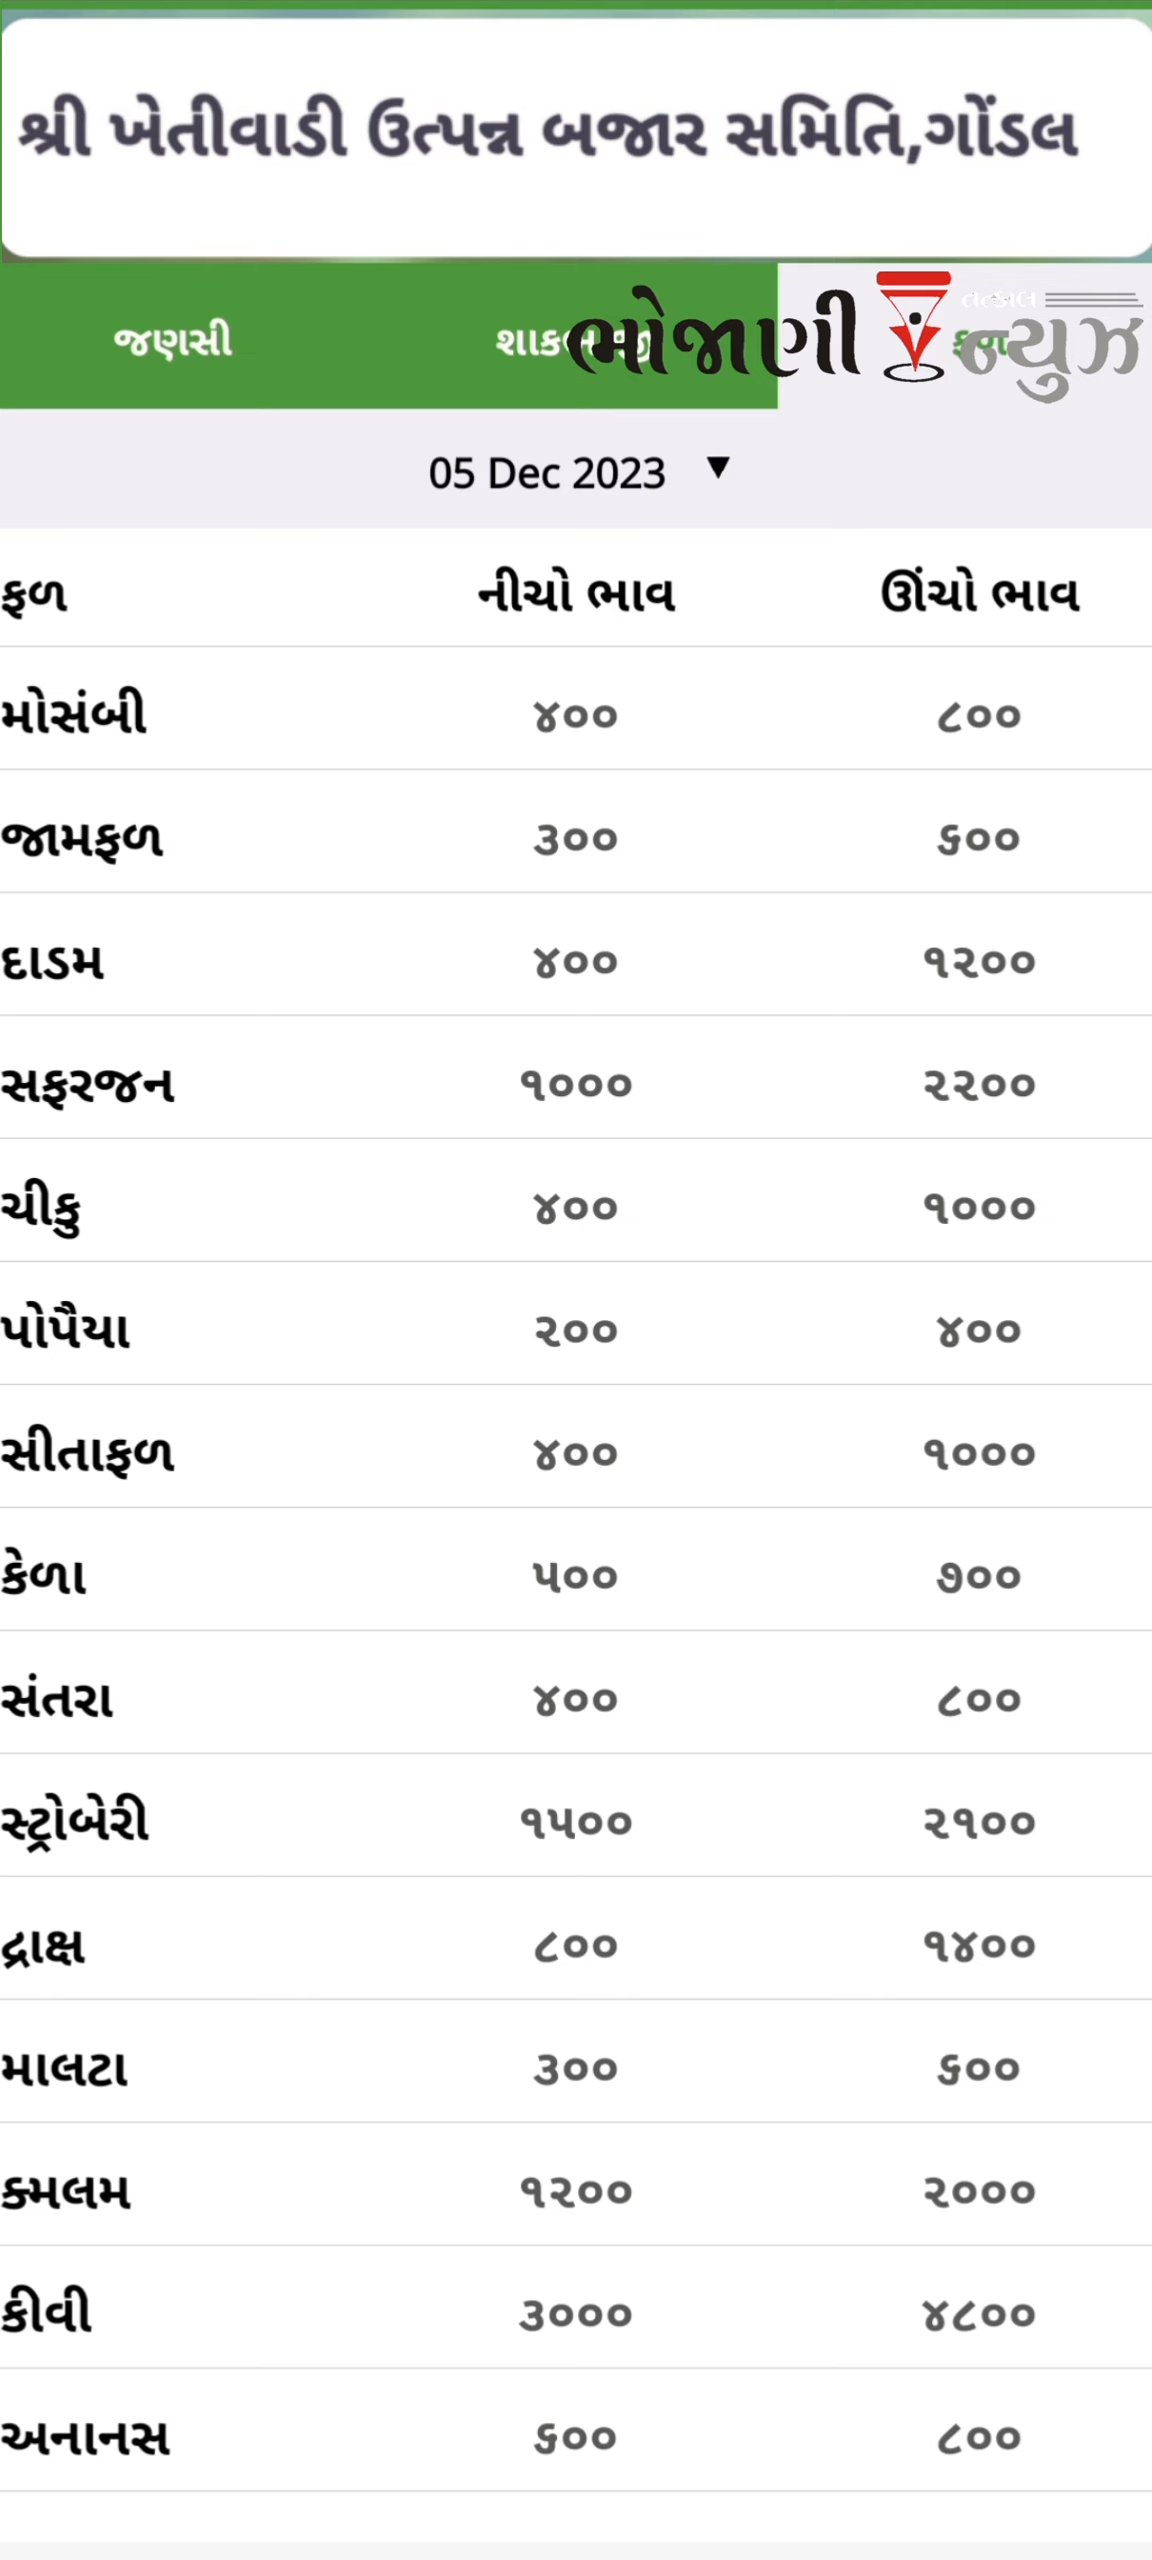 શ્રી ખેતીવાડી ઉત્પન્ન બજાર સમિતિ,ગોંડલ
જણસી
ભોજાણી તત્કાલ ન્યુઝ
05 Dec 2023 ▼
ફળ નીચો ભાવ ઊંચો ભાવ
મોસંબી ૪૦૦ ૮૦૦
જામફળ ૩૦૦ ૬૦૦
દાડમ ૪૦૦ ૧૨૦૦
સફરજન ૧૦૦૦ ૨૨૦૦
ચીકુ ૪૦૦ ૧૦૦૦
પોપૈયા ૨૦૦ ૪૦૦
સીતાફળ ૪૦૦ ૧૦૦૦
કેળા ૫૦૦ ૭૦૦
સંતરા ૪૦૦ ૮૦૦
સ્ટ્રોબેરી ૧૫૦૦ ૨૧૦૦
દ્રાક્ષ ૮૦૦ ૧૪૦૦
માલટા ૩૦૦ ૬૦૦
ક્મલમ ૧૨૦૦ ૨૦૦૦
કીવી ૩૦૦૦ ૪૮૦૦
અનાનસ ૬૦૦ ૮૦૦